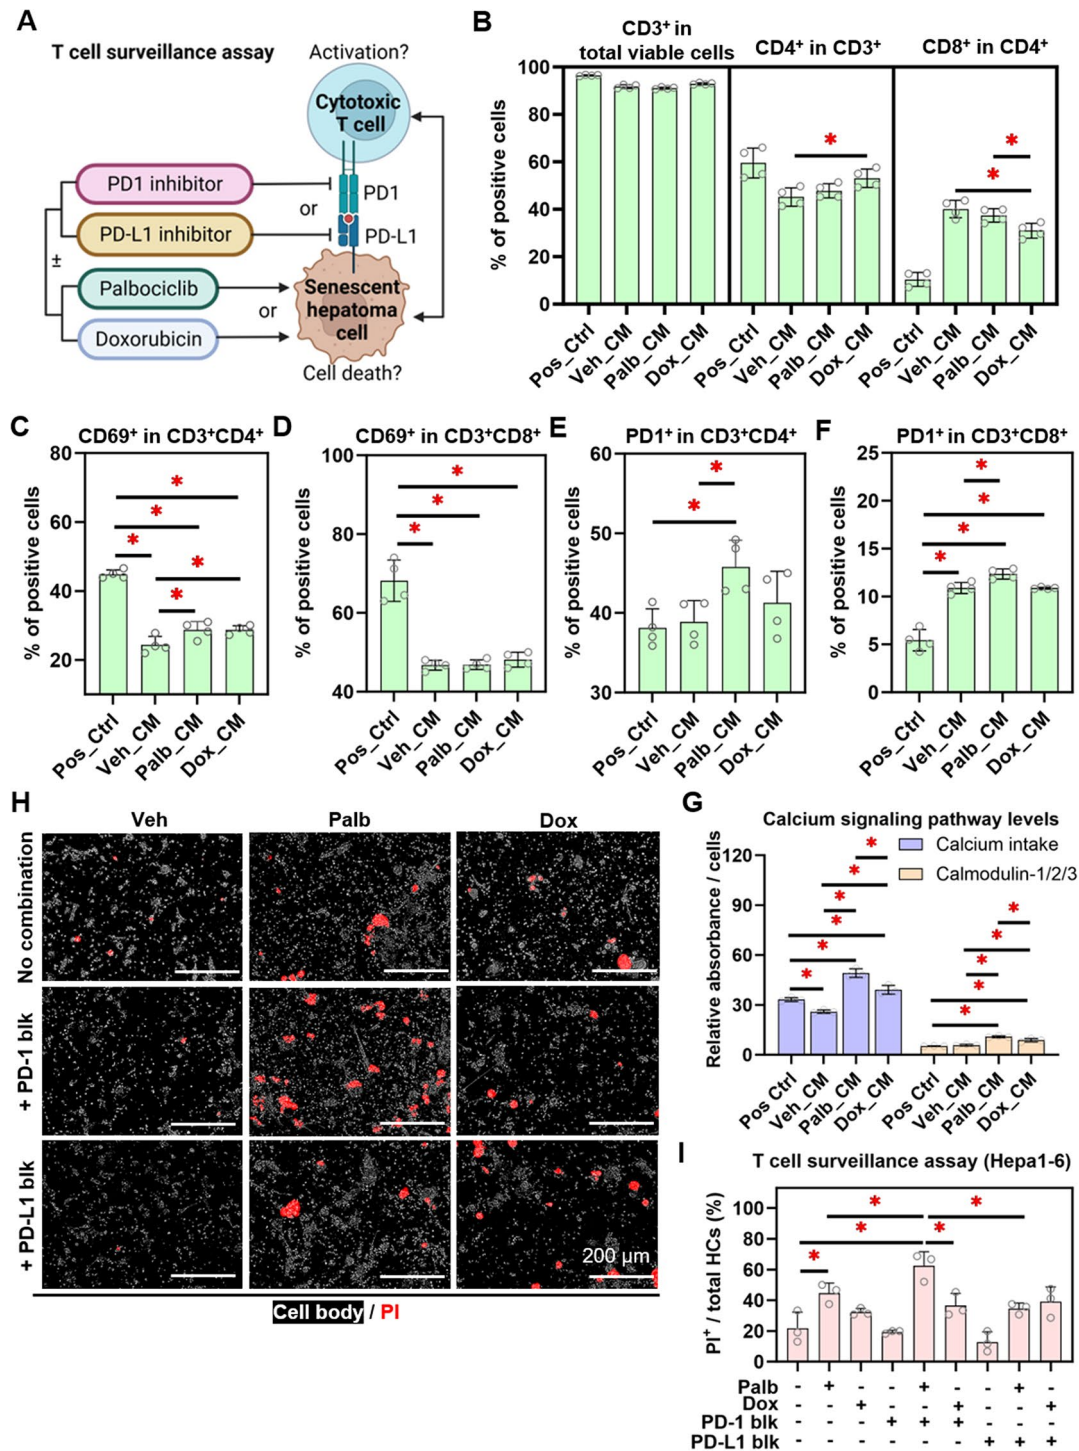 A
T cell surveillance assay
Activation?
Cytotoxic
T cell
PD1 inhibitor
PD1
or
PD-L1 inhibitor
PD-L1
±
Palbociclib
or
Doxorubicin
Senescent
hepatoma
cell
Cell death?
B
CD3+ in
total viable cells
CD4+ in CD3+
CD8+ in CD4+
% of positive cells
100
80
60
40
20
0
*
*
*
Pos_Ctrl
Veh_CM
Palb_CM
Dox_CM
Pos_Ctrl
Veh_CM
Palb_CM
Dox_CM
Pos_Ctrl
Veh_CM
Palb_CM
Dox_CM
C
CD69+ in CD3+CD4+
% of positive cells
80
60
40
20
*
*
*
*
*
Pos_Ctrl
Veh_CM
Palb_CM
Dox_CM
D
CD69+ in CD3+CD8+
% of positive cells
100
80
60
40
*
*
*
Pos_Ctrl
Veh_CM
Palb_CM
Dox_CM
E
PD1+ in CD3+CD4+
% of positive cells
60
50
40
30
*
*
Pos_Ctrl
Veh_CM
Palb_CM
Dox_CM
F
PD1+ in CD3+CD8+
% of positive cells
25
20
15
10
5
0
*
*
*
*
Pos_Ctrl
Veh_CM
Palb_CM
Dox_CM
H
Veh Palb Dox
No combination
+ PD-1 blk
+ PD-L1 blk
200 µm
Cell body / PI
G
Calcium signaling pathway levels
Calcium intake
Calmodulin-1/2/3
Relative absorbance / cells
120
90
60
30
0
*
*
*
*
*
*
*
*
*
*
*
Pos Ctrl
Veh_CM
Palb_CM
Dox_CM
Pos Ctrl
Veh_CM
Palb_CM
Dox_CM
I
T cell surveillance assay (Hepa1-6)
PI+ / total HCs (%)
100
80
60
40
20
0
*
*
*
*
*
Palb - + - - + - - + -
Dox - - + - - + - - +
PD-1 blk - - - + + + - - -
PD-L1 blk - - - - - - + + +